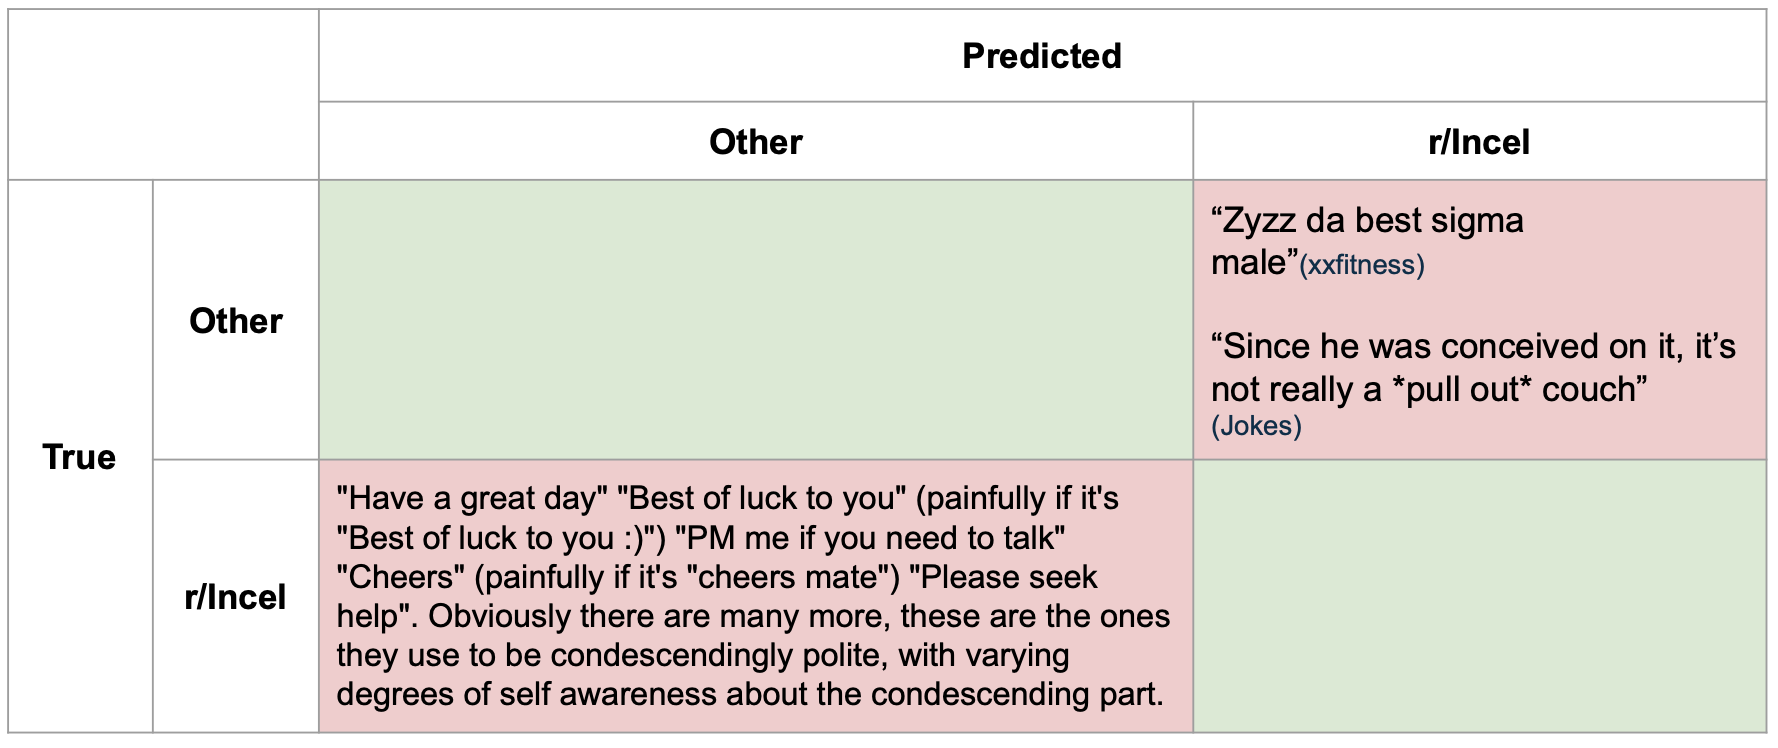 Predicted
Other
r/Incel
True
Other
“Zyzz da best sigma
male”(xxfitness)
“Since he was conceived on it, it’s
not really a *pull out* couch”
(Jokes)
r/Incel
"Have a great day" "Best of luck to you" (painfully if it's
"Best of luck to you :)") "PM me if you need to talk"
"Cheers" (painfully if it's "cheers mate") "Please seek
help". Obviously there are many more, these are the ones
they use to be condescendingly polite, with varying
degrees of self awareness about the condescending part.